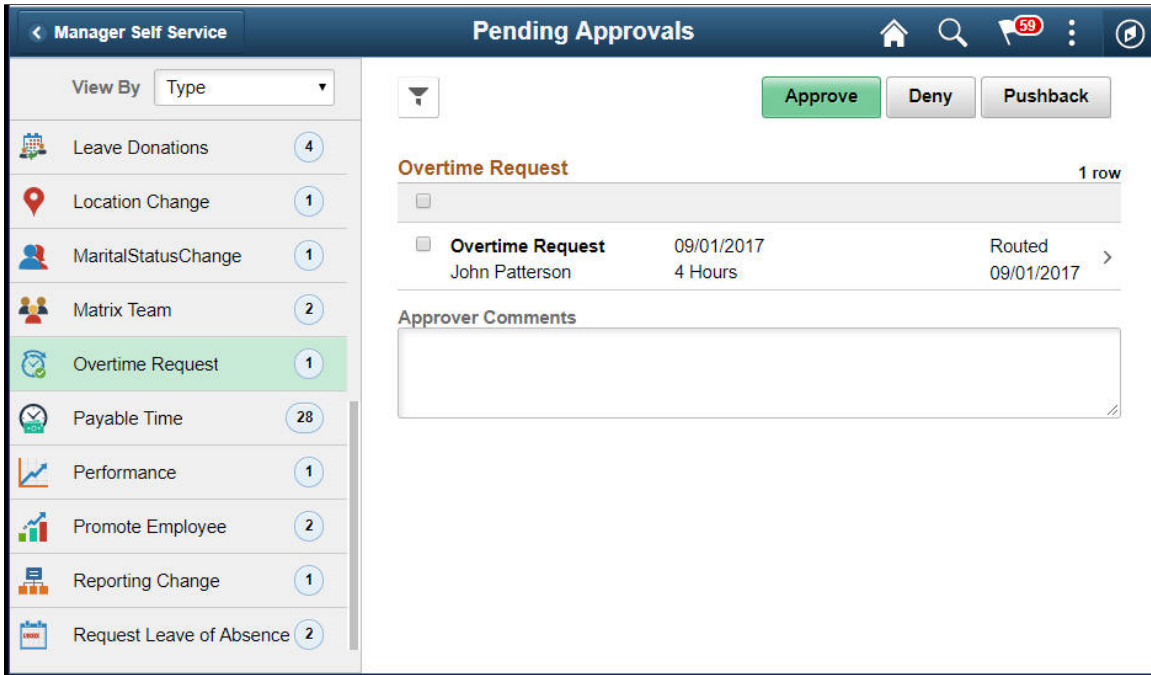 Manager Self Service
Pending Approvals
59
View By Type
Leave Donations 4
Location Change 1
MaritalStatusChange 1
Matrix Team 2
Overtime Request 1
Payable Time 28
Performance 1
Promote Employee 2
Reporting Change 1
Request Leave of Absence 2
Approve Deny Pushback
Overtime Request 1 row
Overtime Request 09/01/2017 Routed
John Patterson 4 Hours 09/01/2017
Approver Comments